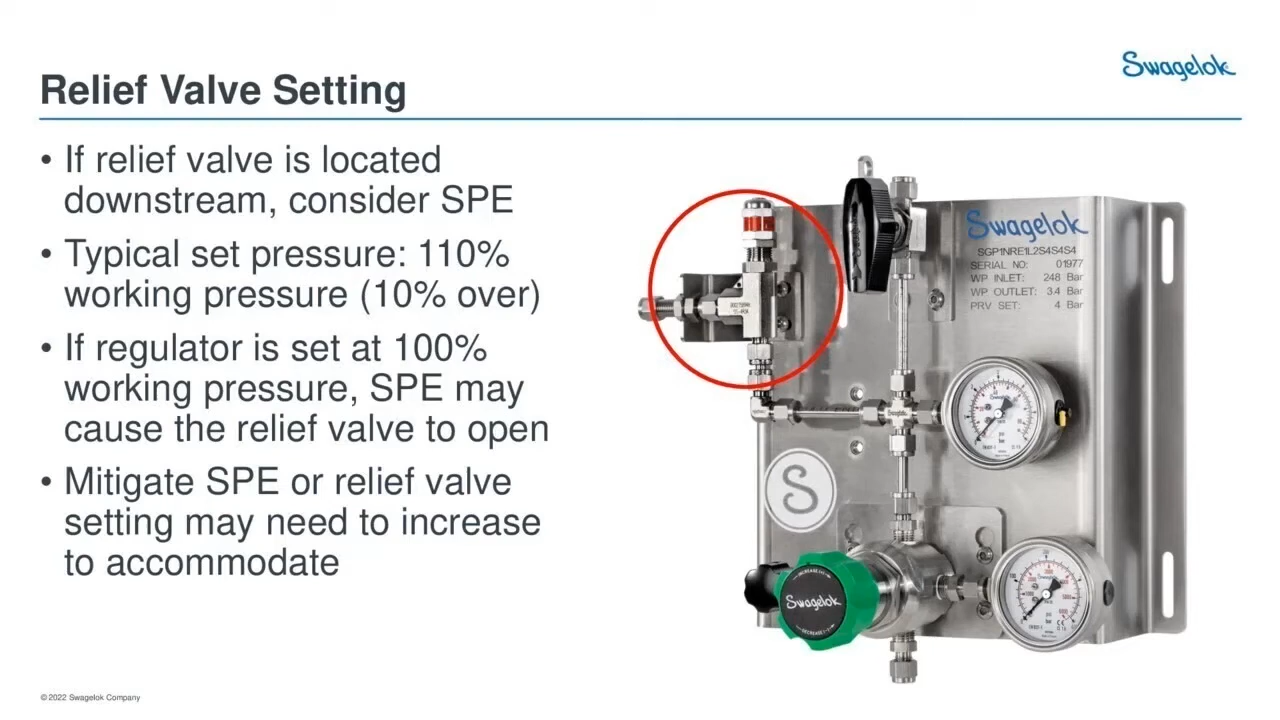 Swagelok
Relief Valve Setting
• If relief valve is located
downstream, consider SPE
• Typical set pressure: 110%
working pressure (10% over)
• If regulator is set at 100%
working pressure, SPE may
cause the relief valve to open
• Mitigate SPE or relief valve
setting may need to increase
to accommodate
Swagelok
SGP1NRE1L2S4S4S4
SERIAL NO: 01977
WP INLET: 248 Bar
WP OUTLET: 3.4 Bar
PRV SET: 4 Bar
Swagelok
S
Swagelok
© 2022 Swagelok Company